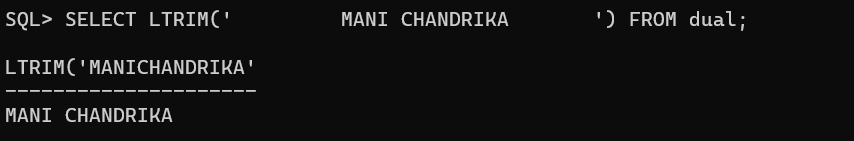 SQL> SELECT LTRIM('         MANI CHANDRIKA       ') FROM dual;
LTRIM('MANICHANDRIKA'
---------------------
MANI CHANDRIKA